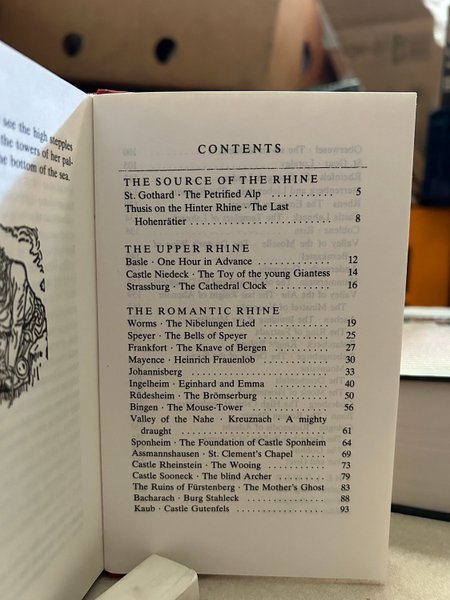 see the high steeples
the towers of her pal-
the bottom of the sea.
CONTENTS
THE SOURCE OF THE RHINE
St. Gothard · The Petrified Alp 5
Thusis on the Hinter Rhine · The Last
Hohenrätier 8
THE UPPER RHINE
Basle · One Hour in Advance 12
Castle Niedeck · The Toy of the young Giantess 14
Strassburg · The Cathedral Clock 16
THE ROMANTIC RHINE
Worms · The Nibelungen Lied 19
Speyer · The Bells of Speyer 25
Frankfort · The Knave of Bergen 27
Mayence · Heinrich Frauenlob 30
Johannisberg 33
Ingelheim · Eginhard and Emma 40
Rüdesheim · The Brömserburg 50
Bingen · The Mouse-Tower 56
Valley of the Nahe · Kreuznach · A mighty
draught 61
Sponheim · The Foundation of Castle Sponheim 64
Assmannshausen · St. Clement's Chapel 69
Castle Rheinstein · The Wooing 73
Castle Sooneck · The blind Archer 79
The Ruins of Fürstenberg · The Mother's Ghost 83
Bacharach · Burg Stahleck 88
Kaub · Castle Gutenfels 93